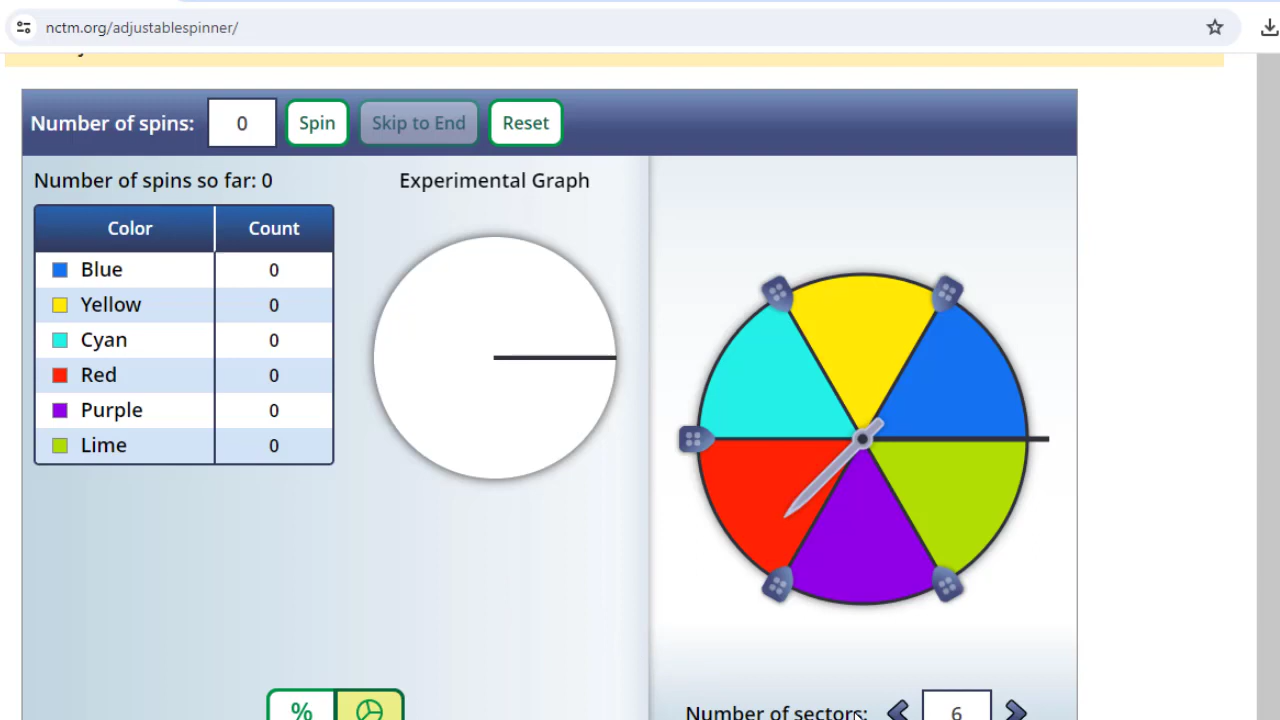 nctm.org/adjustablespinner/
Number of spins: 0 Spin Skip to End Reset
Number of spins so far: 0
Experimental Graph
Color Count
Blue 0
Yellow 0
Cyan 0
Red 0
Purple 0
Lime 0
%
Number of sectors: 6